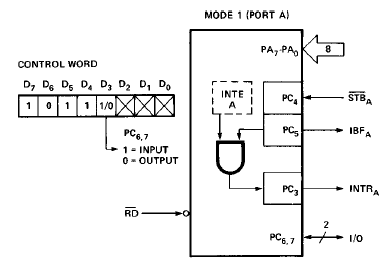 MODE 1 (PORT A)
CONTROL WORD
D7 D6 D5 D4 D3 D2 D1 D0
1 0 1 1 1/0
PC6,7
1 = INPUT
0 = OUTPUT
RD
INTE
A
PA7-PA0
8
PC4
STBA
PC5
IBFA
PC3
INTRA
PC6,7
2
I/O